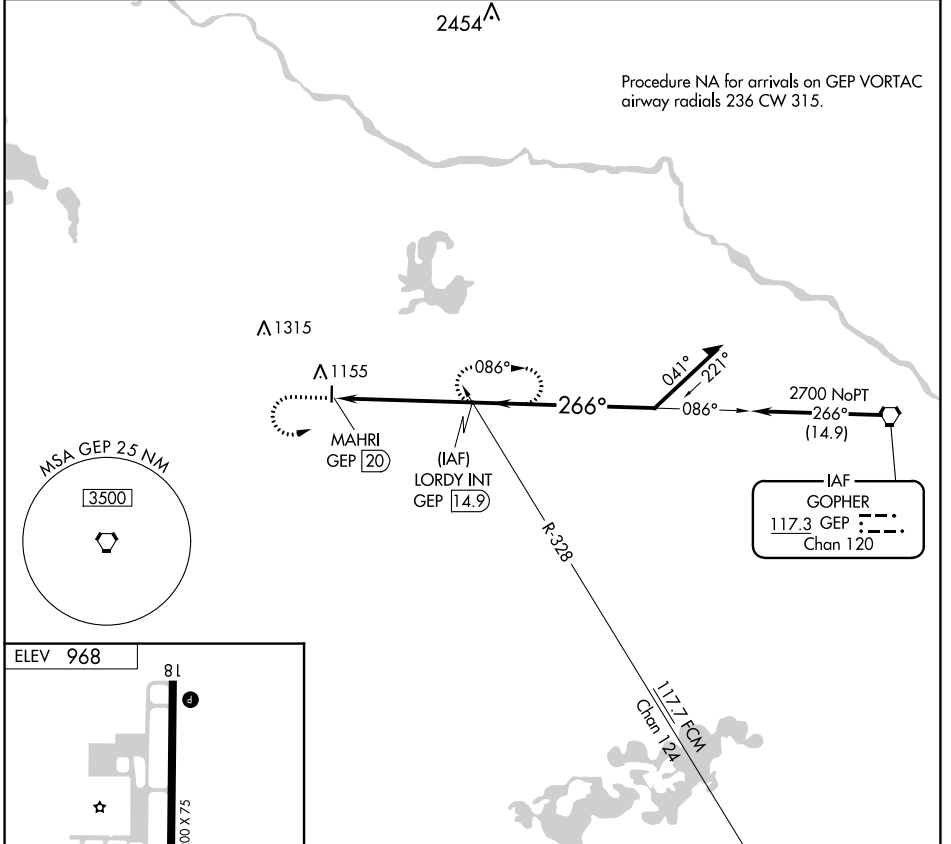 2454
Procedure NA for arrivals on GEP VORTAC
airway radials 236 CW 315.
1315
1155
086°
041°
221°
2700 NoPT
266°
086°
266°
(14.9)
MAHRI
GEP 20
(IAF)
LORDY INT
GEP 14.9
MSA GEP 25 NM
3500
IAF
GOPHER
117.3 GEP
Chan 120
R-328
117.7 FCM
Chan 124
ELEV 968
18
P
00 X 75